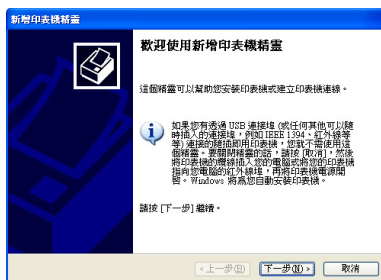 新增印表機精靈
歡迎使用新增印表機精靈
這個精靈可以幫助您安裝印表機或建立印表機連線。
如果您有透過 USB 連接埠 (或任何其他可以隨
時插入的連接埠，例如 IEEE 1394、紅外線等
等) 連接的隨插即用印表機，您就不需使用這
個精靈。要關閉精靈的話，請按 [取消]，然後
將印表機的纜線插入您的電腦或將您的印表機
指向您電腦的紅外線埠，再將印表機電源開
啟。Windows 將為您自動安裝印表機。
請按 [下一步] 繼續。
<上一步(B) 下一步(N)> 取消